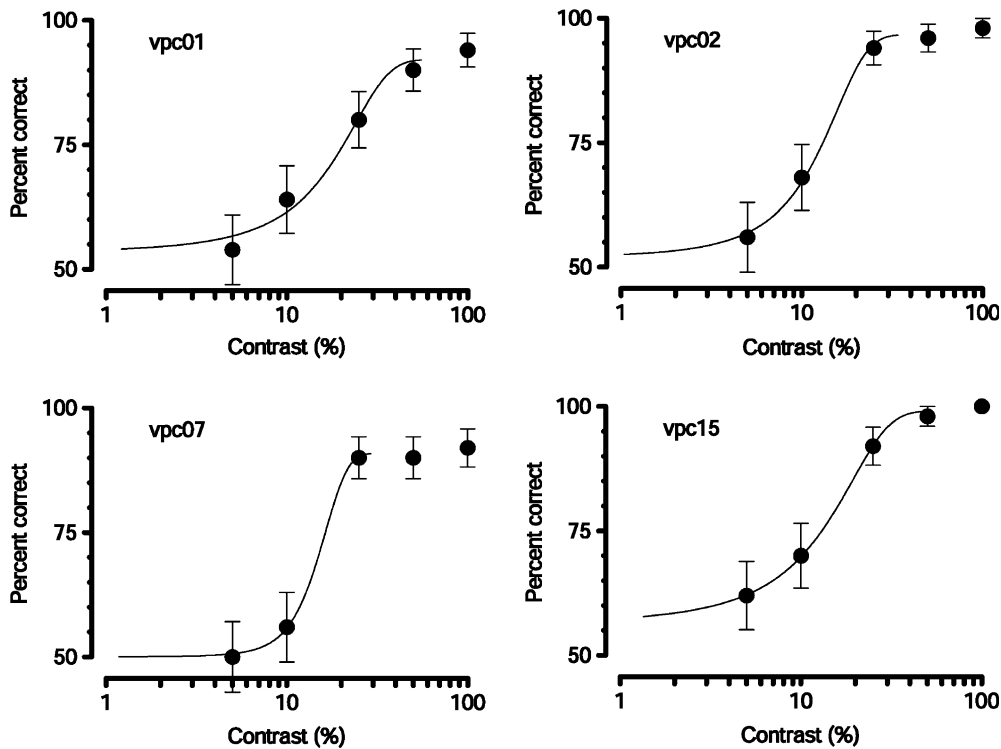 vpc01
100
75
50
Percent correct
1 10 100
Contrast (%)
vpc02
100
75
50
Percent correct
1 10 100
Contrast (%)
vpc07
100
75
50
Percent correct
1 10 100
Contrast (%)
vpc15
100
75
50
Percent correct
1 10 100
Contrast (%)